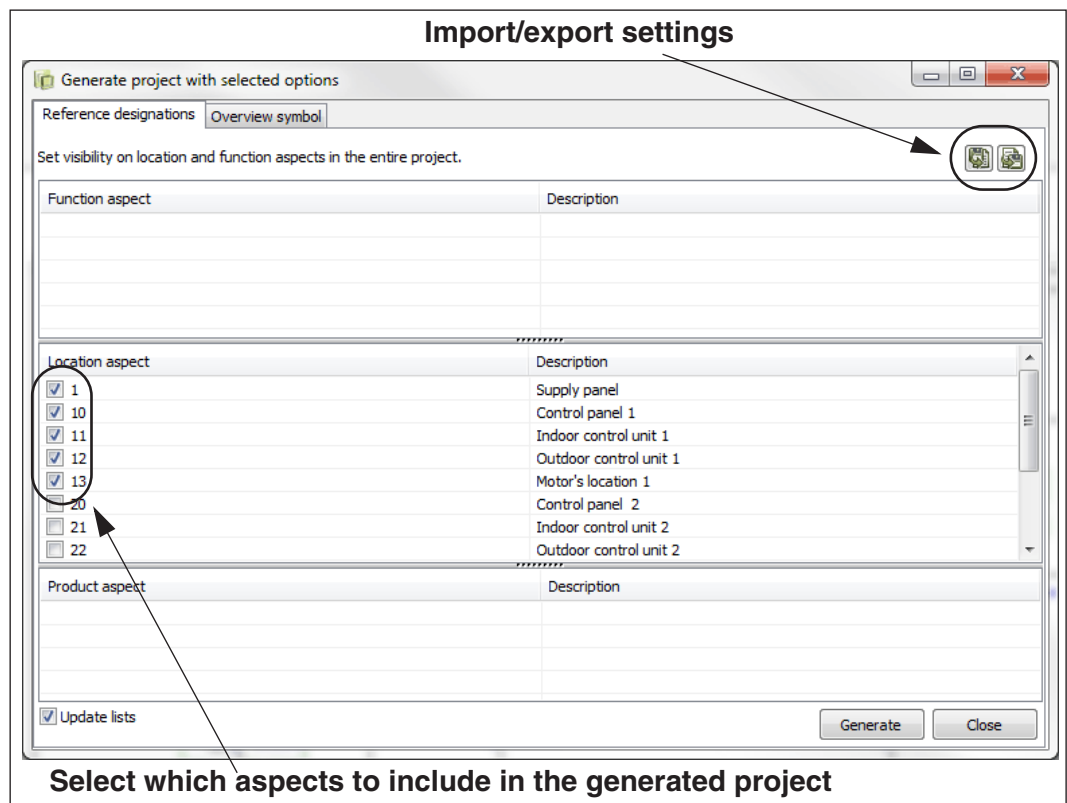 Import/export settings
Generate project with selected options
Reference designations Overview symbol
Set visibility on location and function aspects in the entire project.
Function aspect Description
Location aspect Description
1 Supply panel
10 Control panel 1
11 Indoor control unit 1
12 Outdoor control unit 1
13 Motor's location 1
20 Control panel 2
21 Indoor control unit 2
22 Outdoor control unit 2
Product aspect Description
Update lists Generate Close
Select which aspects to include in the generated project